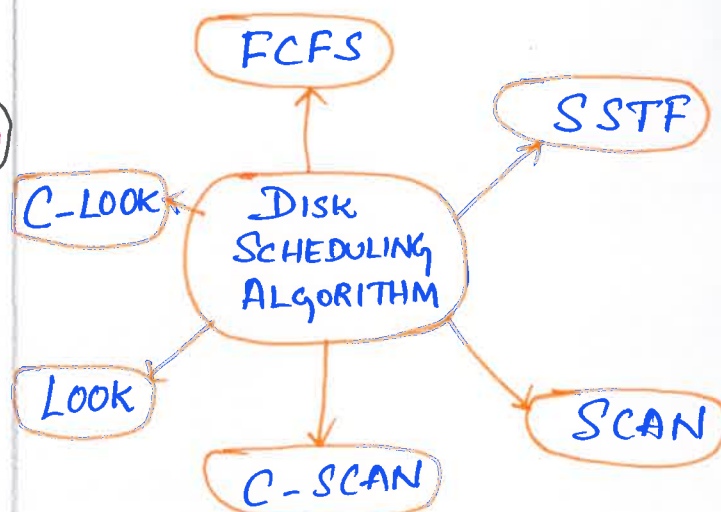 FCFS
SSTF
C-LOOK
DISK
SCHEDULING
ALGORITHM
LOOK
SCAN
C-SCAN